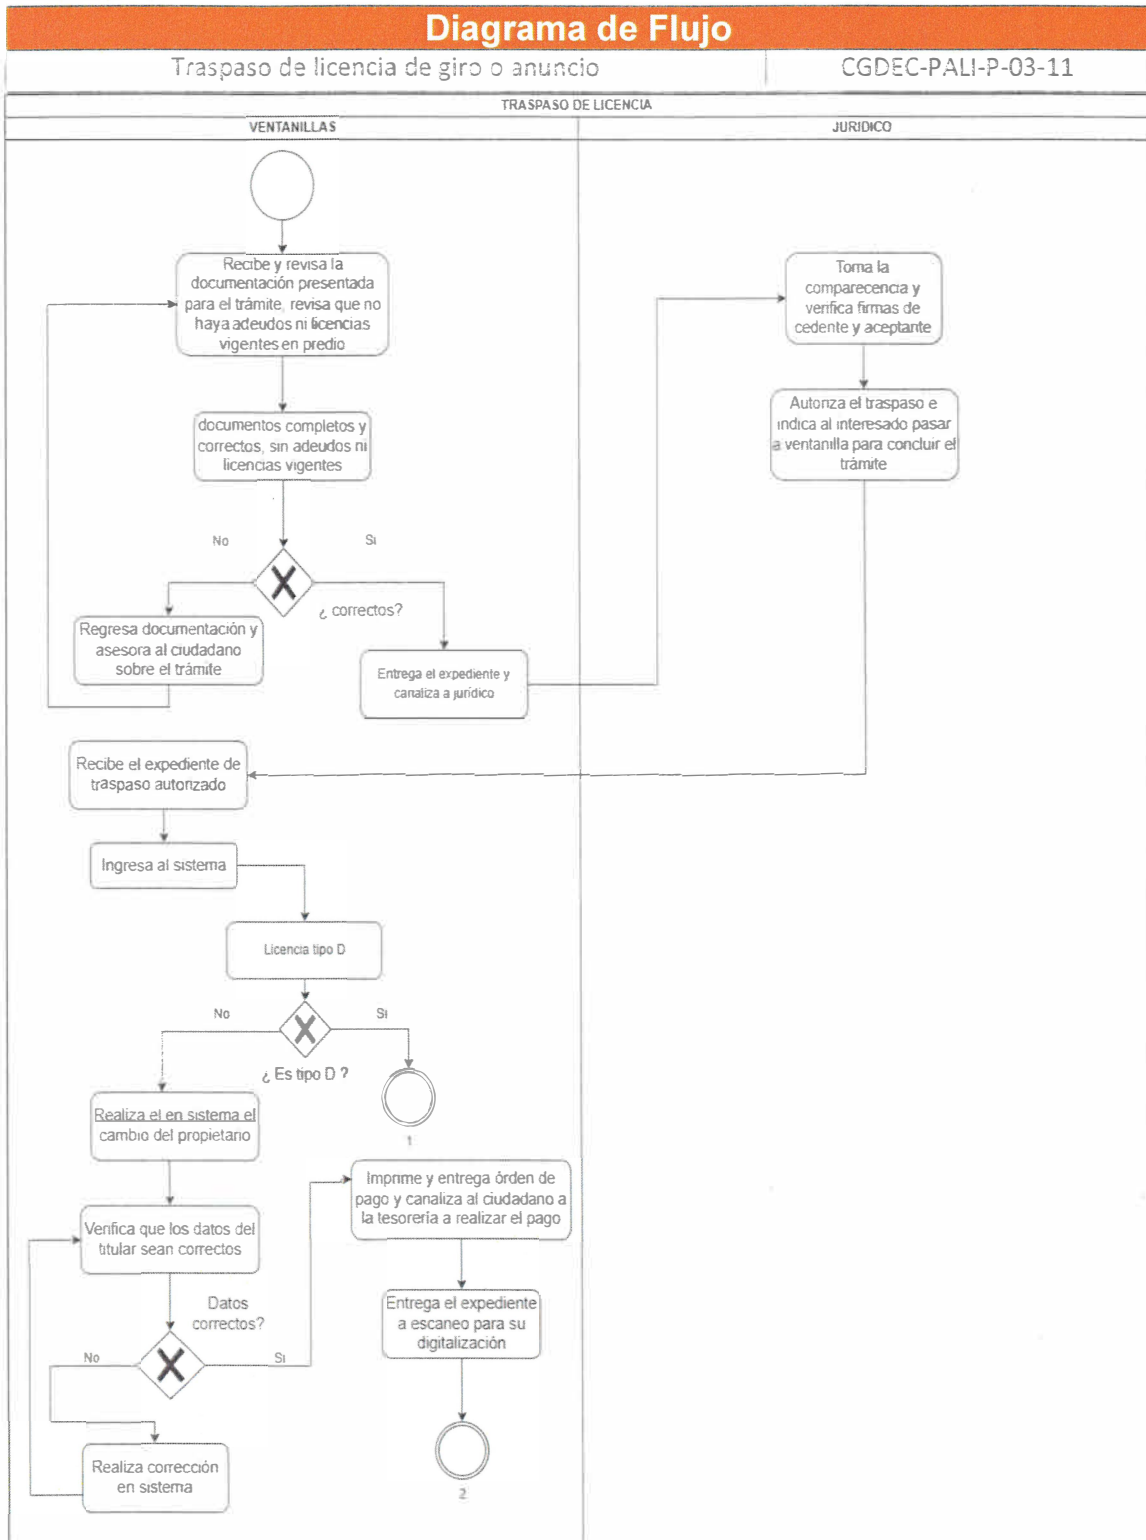 Diagrama de Flujo
Traspaso de licencia de giro o anuncio
CGDEC-PALI-P-03-11
TRASPASO DE LICENCIA
VENTANILLAS
JURIDICO
Recibe y revisa la
documentación presentada
para el trámite, revisa que no
haya adeudos ni licencias
vigentes en predio
Toma la
comparecencia y
verifica firmas de
cedente y aceptante
documentos completos y
correctos, sin adeudos ni
licencias vigentes
Autoriza el traspaso e
indica al interesado pasar
a ventanilla para concluir el
trámite
No
Si
¿ correctos?
Regresa documentación y
asesora al ciudadano
sobre el trámite
Entrega el expediente y
canaliza a jurídico
Recibe el expediente de
traspaso autorizado
Ingresa al sistema
Licencia tipo D
No
Si
¿ Es tipo D ?
1
Realiza el en sistema el
cambio del propietario
Imprime y entrega órden de
pago y canaliza al ciudadano a
la tesorería a realizar el pago
Verifica que los datos del
titular sean correctos
Datos
correctos?
No
Si
Entrega el expediente
a escaneo para su
digitalización
Realiza corrección
en sistema
2